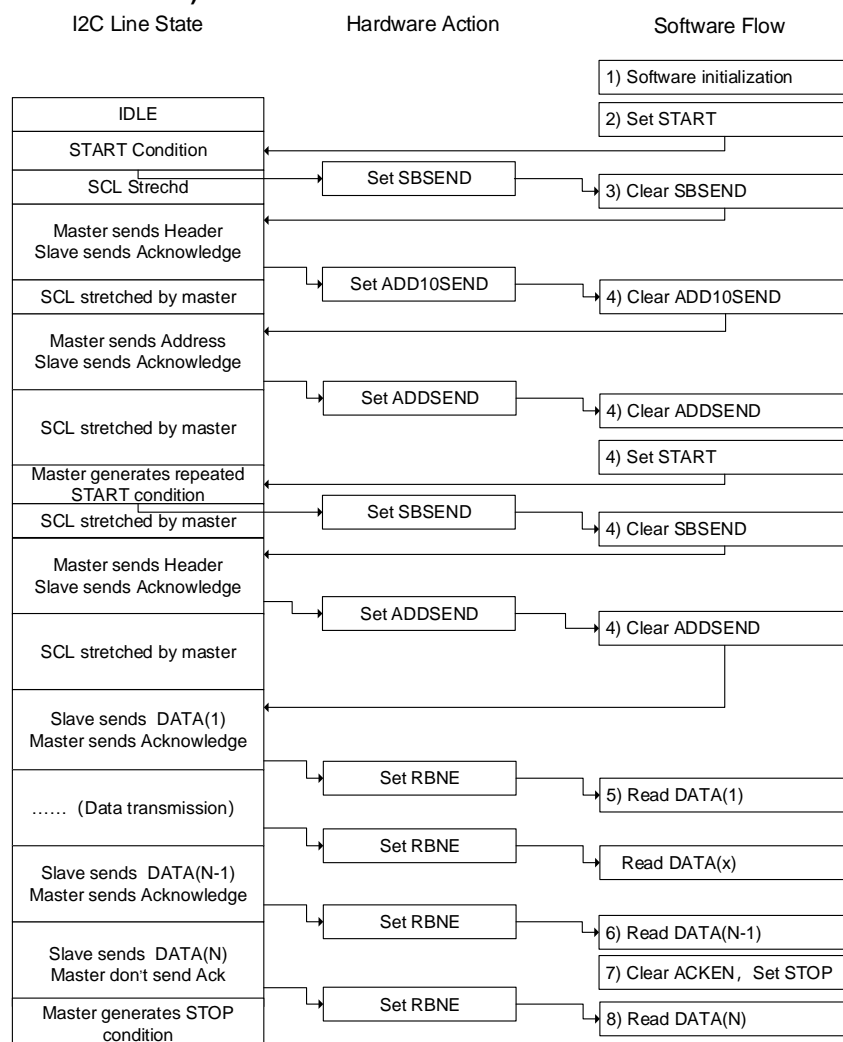 I2C Line State
Hardware Action
Software Flow
1) Software initialization
IDLE
2) Set START
START Condition
Set SBSEND
SCL Strechd
3) Clear SBSEND
Master sends Header
Slave sends Acknowledge
Set ADD10SEND
SCL stretched by master
4) Clear ADD10SEND
Master sends Address
Slave sends Acknowledge
Set ADDSEND
4) Clear ADDSEND
SCL stretched by master
4) Set START
Master generates repeated
START condition
Set SBSEND
SCL stretched by master
4) Clear SBSEND
Master sends Header
Slave sends Acknowledge
Set ADDSEND
4) Clear ADDSEND
SCL stretched by master
Slave sends DATA(1)
Master sends Acknowledge
Set RBNE
5) Read DATA(1)
…… (Data transmission)
Set RBNE
Read DATA(x)
Slave sends DATA(N-1)
Master sends Acknowledge
Set RBNE
6) Read DATA(N-1)
Slave sends DATA(N)
Master don't send Ack
7) Clear ACKEN, Set STOP
Set RBNE
Master generates STOP
condition
8) Read DATA(N)